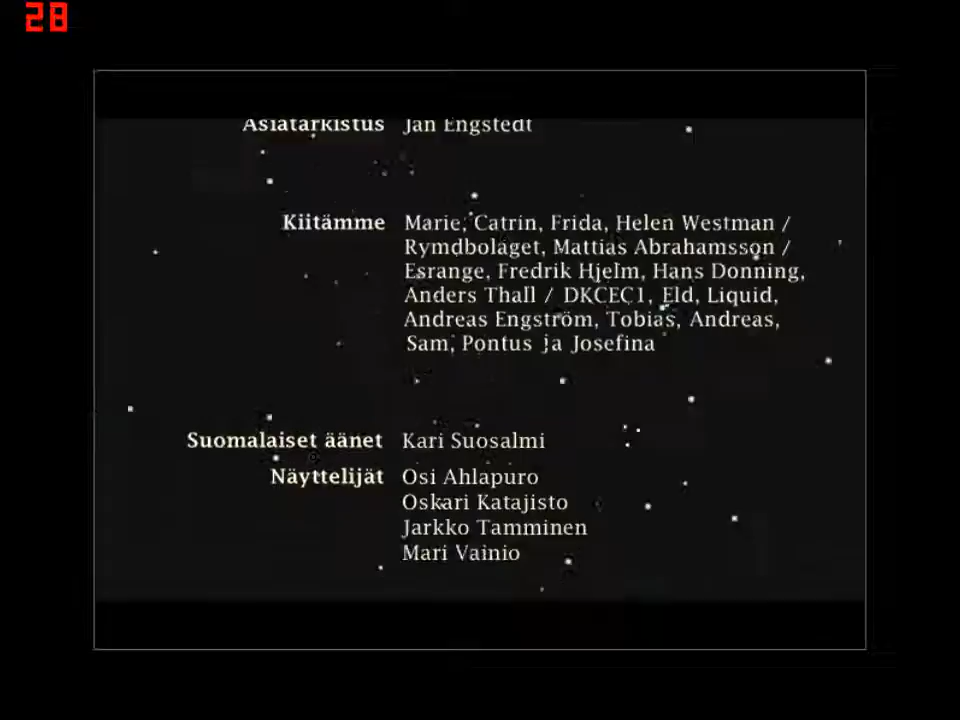 28
Asiatarkistus Jan Engstedt
Kiitämme Marie, Catrin, Frida, Helen Westman /
Rymdbolaget, Mattias Abrahamsson /
Esrange, Fredrik Hjelm, Hans Donning,
Anders Thall / DKCEC1, Eld, Liquid,
Andreas Engström, Tobias, Andreas,
Sam, Pontus ja Josefina
Suomalaiset äänet Kari Suosalmi
Näyttelijät Osi Ahlapuro
Oskari Katajisto
Jarkko Tamminen
Mari Vainio